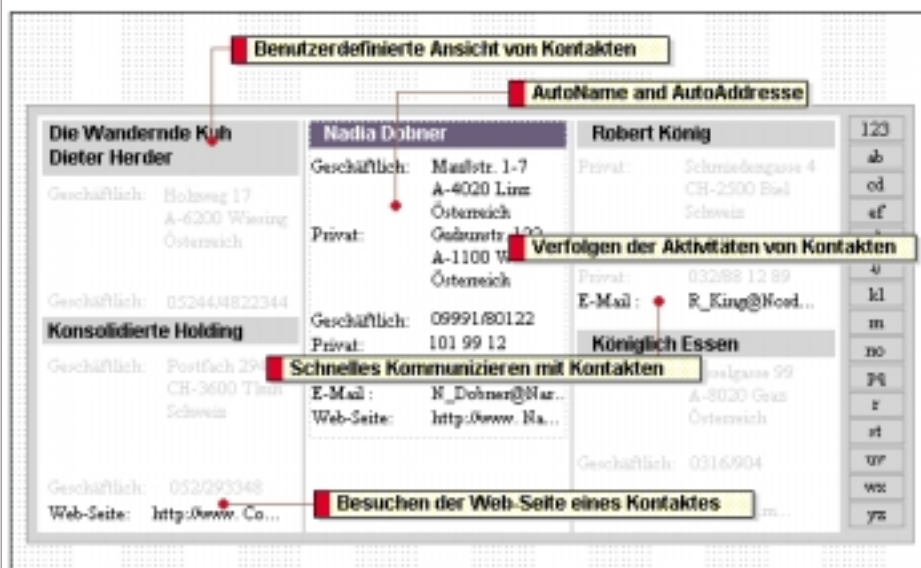 Benutzerdefinierte Ansicht von Kontakten
AutoName and AutoAddresse
Die Wandernde Kuh
Dieter Herder
Geschäftlich: Holzweg 17
A-6200 Wiesing
Österreich
Geschäftlich: 05244/4822344
Konsolidierte Holding
Geschäftlich: Postfach
CH-3600
Schweiz
Geschäftlich: 052/293348
Web-Seite: http://www. Co...
Nadia Dobner
Geschäftlich: 1-7
A-4020 Linz
Österreich
Privat: Gudrunstr.
A-1100
Österreich
Geschäftlich: 09991/80122
Privat: 101 99 12
E-Mail : N_Dobner@Nar..
Web-Seite: http://www. Na...
Robert König
Privat: Schmiedengasse 4
CH-2500 Biel
Schweiz
Verfolgen der Aktivitäten von Kontakten
Privat: 032/88 12 89
E-Mail : R_King@Nord...
Königlich Essen
Schnelles Kommunizieren mit Kontakten
99
A-8020 Graz
Österreich
Geschäftlich: 0316/904
Besuchen der Web-Seite eines Kontaktes
123
ab
cd
ef
kl
m
no
pq
r
st
uv
wx
yz